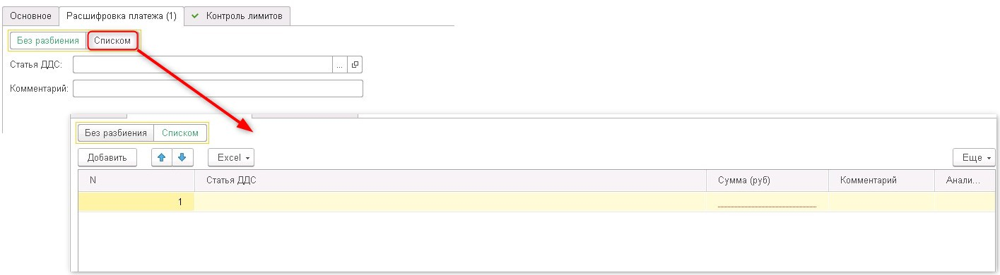 Основное Расшифровка платежа (1) Контроль лимитов
Без разбиения Списком
Статья ДДС: ...
Комментарий:
Без разбиения Списком
Добавить Excel Еще
N Статья ДДС Сумма (руб) Комментарий Анали...
1